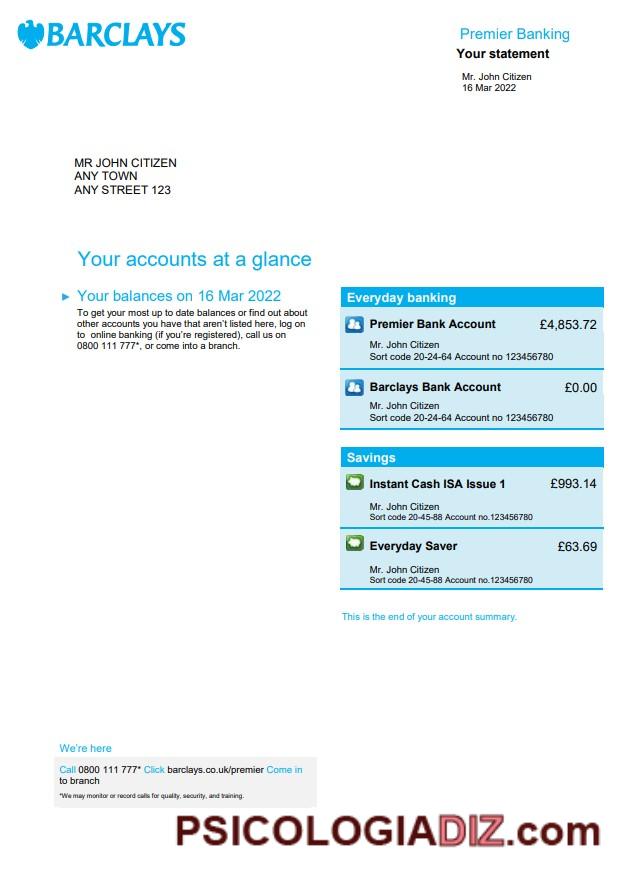 BARCLAYS
Premier Banking
Your statement
Mr. John Citizen
16 Mar 2022
MR JOHN CITIZEN
ANY TOWN
ANY STREET 123
Your accounts at a glance
Your balances on 16 Mar 2022
To get your most up to date balances or find out about
other accounts you have that aren't listed here, log on
to online banking (if you're registered), call us on
0800 111 777*, or come into a branch.
Everyday banking
Premier Bank Account £4,853.72
Mr. John Citizen
Sort code 20-24-64 Account no 123456780
Barclays Bank Account £0.00
Mr. John Citizen
Sort code 20-24-64 Account no 123456780
Savings
Instant Cash ISA Issue 1 £993.14
Mr. John Citizen
Sort code 20-45-88 Account no.123456780
Everyday Saver £63.69
Mr. John Citizen
Sort code 20-45-88 Account no.123456780
This is the end of your account summary.
We're here
Call 0800 111 777* Click barclays.co.uk/premier Come in
to branch
*We may monitor or record calls for quality, security, and training.
PSICOLOGIADIZ.com